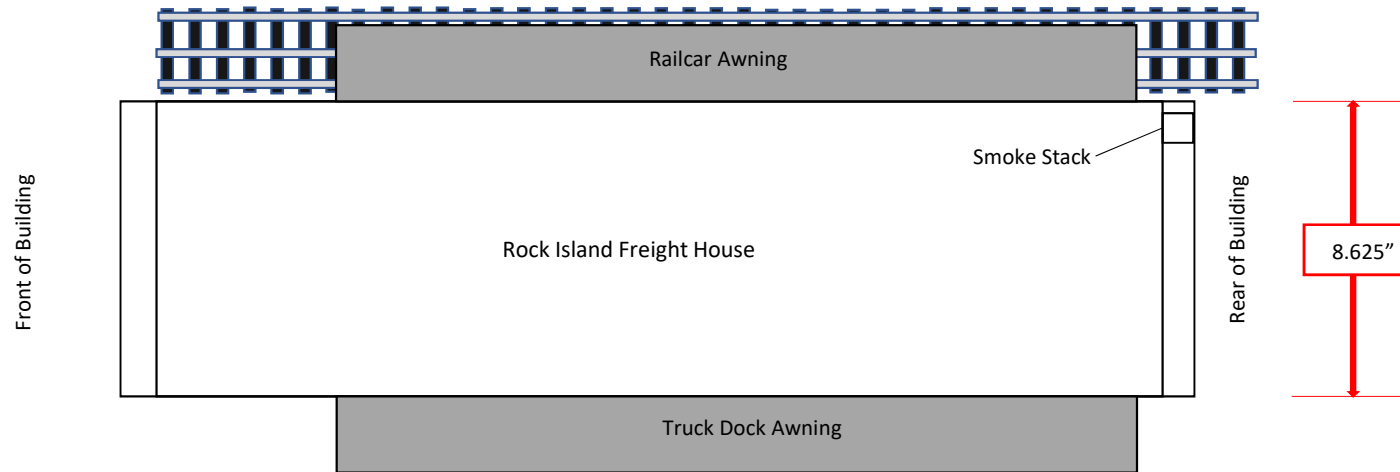 Railcar Awning
Smoke Stack
Front of Building
Rock Island Freight House
Rear of Building
8.625”
Truck Dock Awning